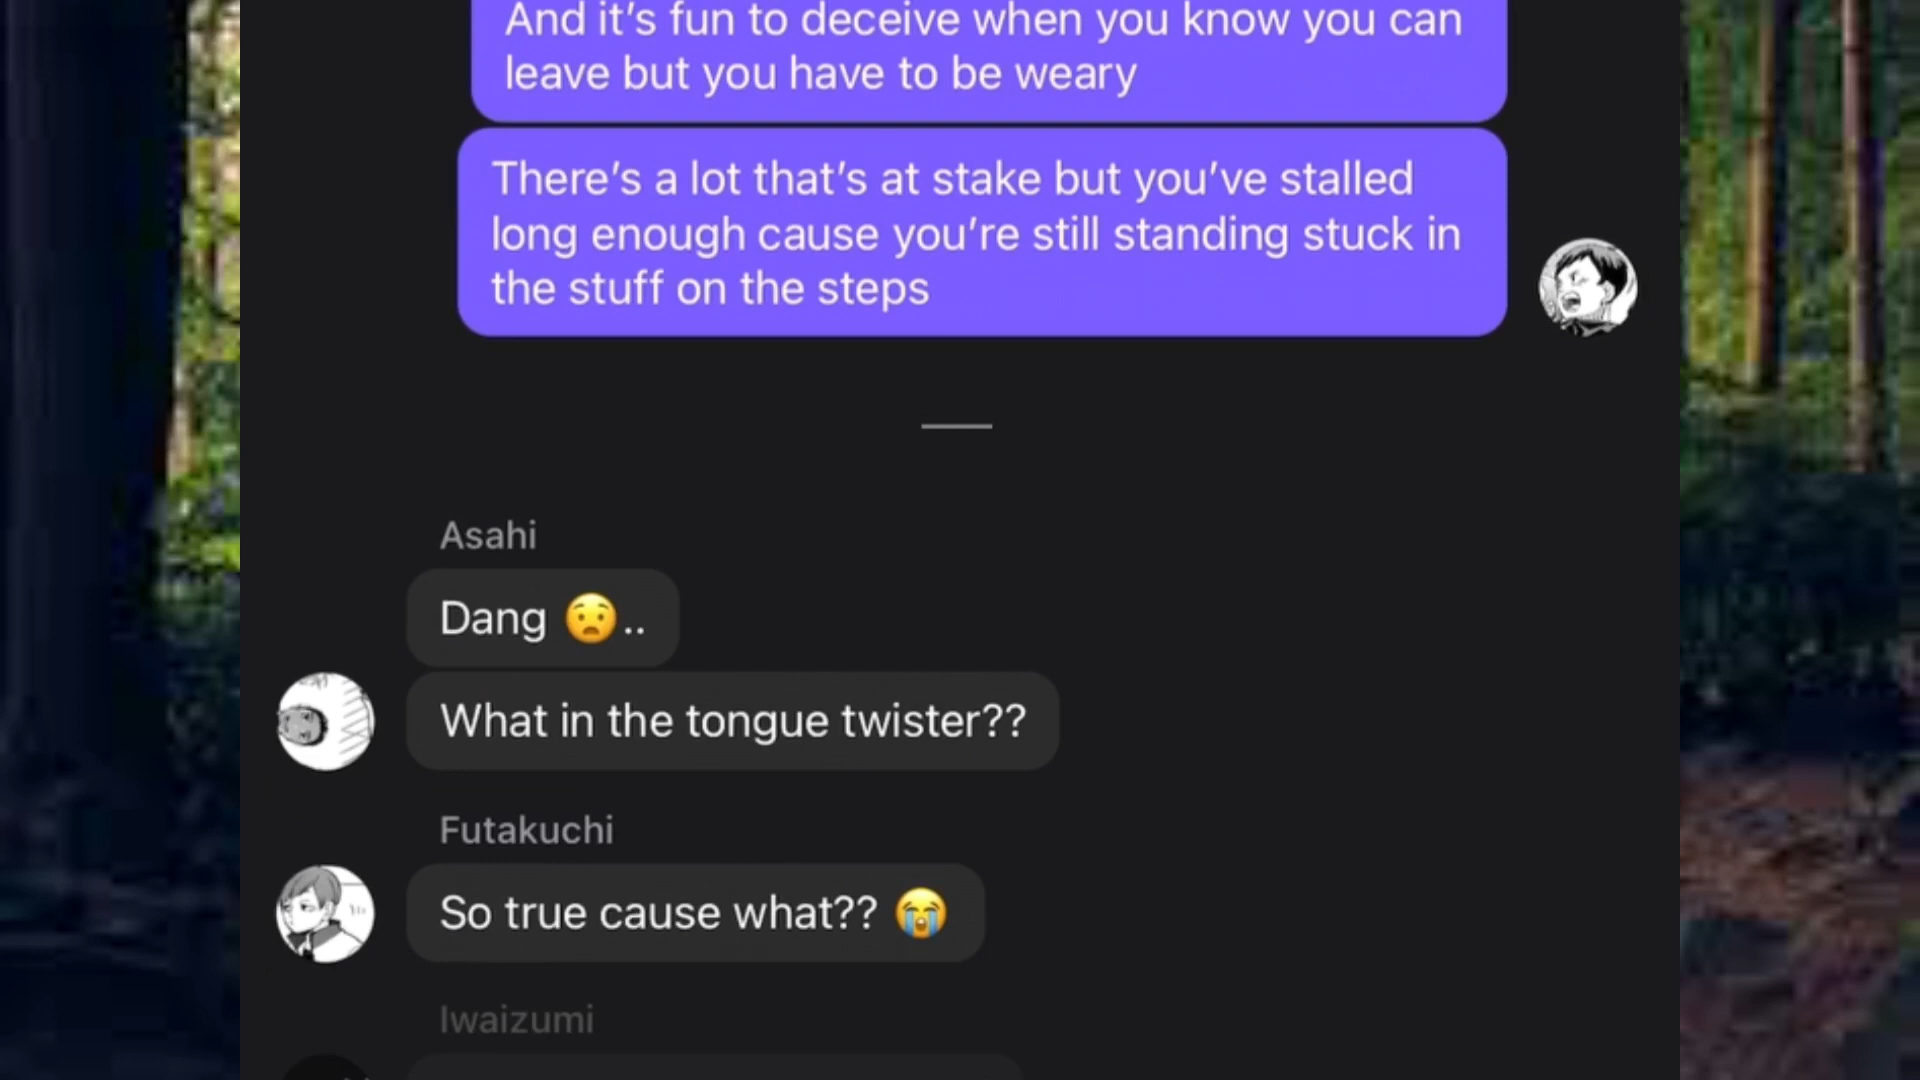 And it’s fun to deceive when you know you can
leave but you have to be weary
There’s a lot that’s at stake but you’ve stalled
long enough cause you’re still standing stuck in
the stuff on the steps
Asahi
Dang 😟..
What in the tongue twister??
Futakuchi
So true cause what?? 😭
Iwaizumi